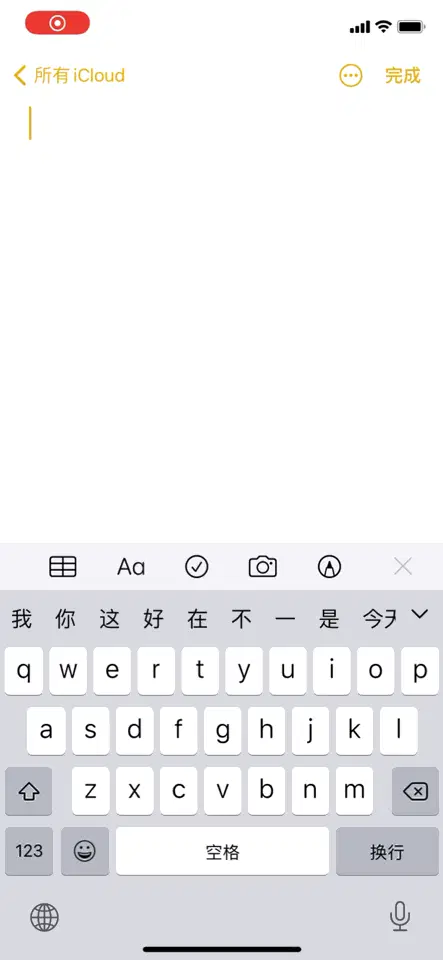 所有 iCloud 完成
Aa
我 你 这 好 在 不 一 是 今天
q w e r t y u i o p
a s d f g h j k l
z x c v b n m
123 空格 换行